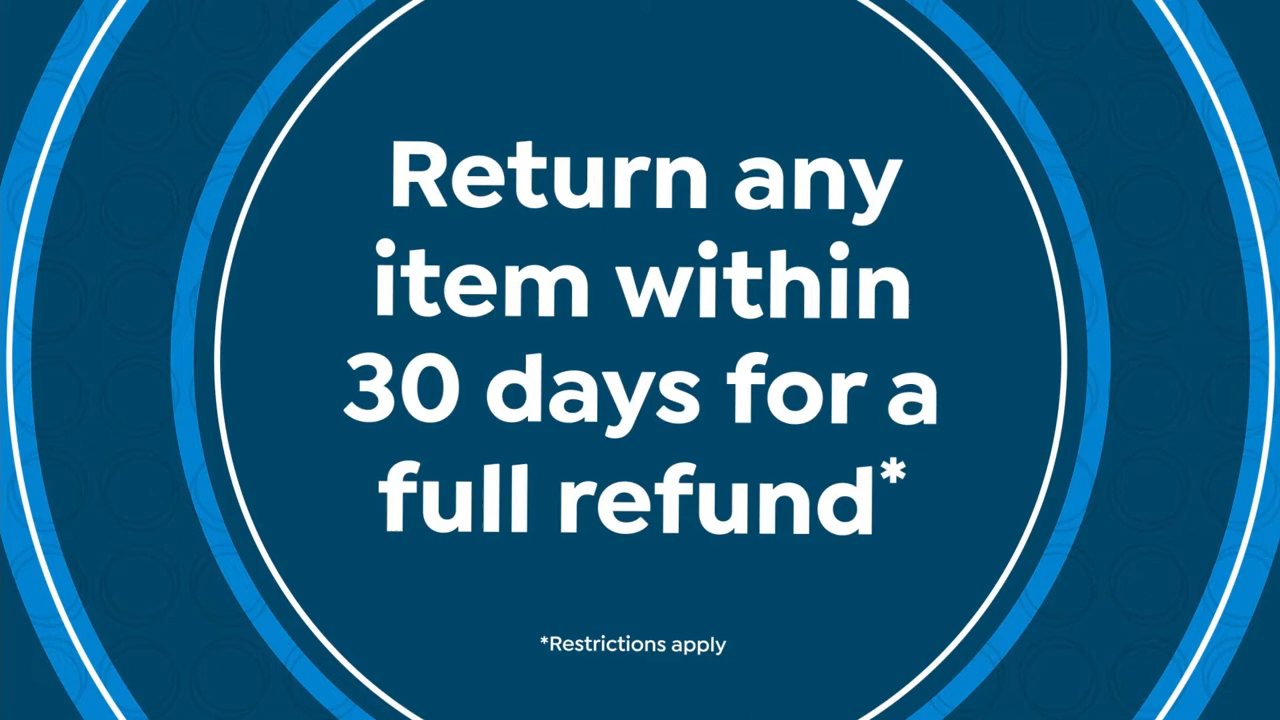 Return any
item within
30 days for a
full refund*
*Restrictions apply